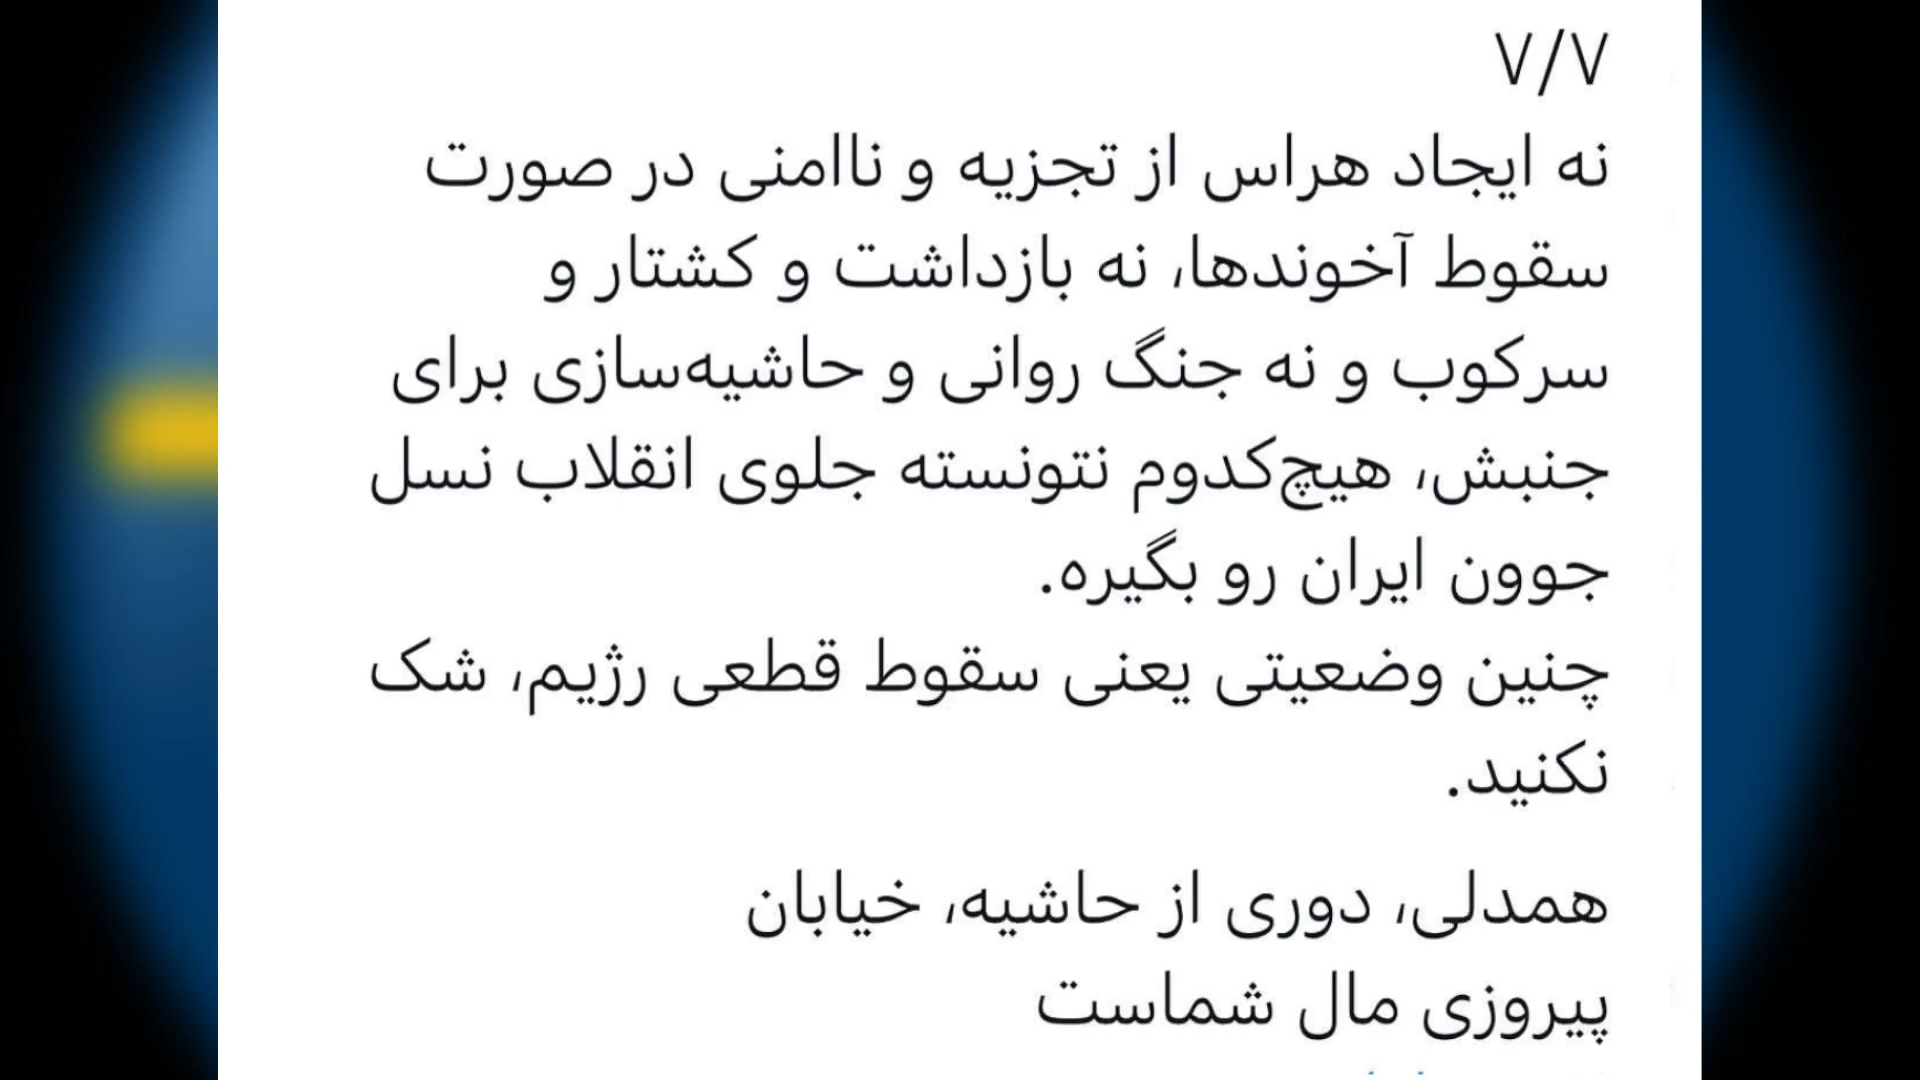 ۷/۷
نه ایجاد هراس از تجزیه و ناامنی در صورت
سقوط آخوندها، نه بازداشت و کشتار و
سرکوب و نه جنگ روانی و حاشیه‌سازی برای
جنبش، هیچ‌کدوم نتونسته جلوی انقلاب نسل
جوون ایران رو بگیره.
چنین وضعیتی یعنی سقوط قطعی رژیم، شک
نکنید.
همدلی، دوری از حاشیه، خیابان
پیروزی مال شماست